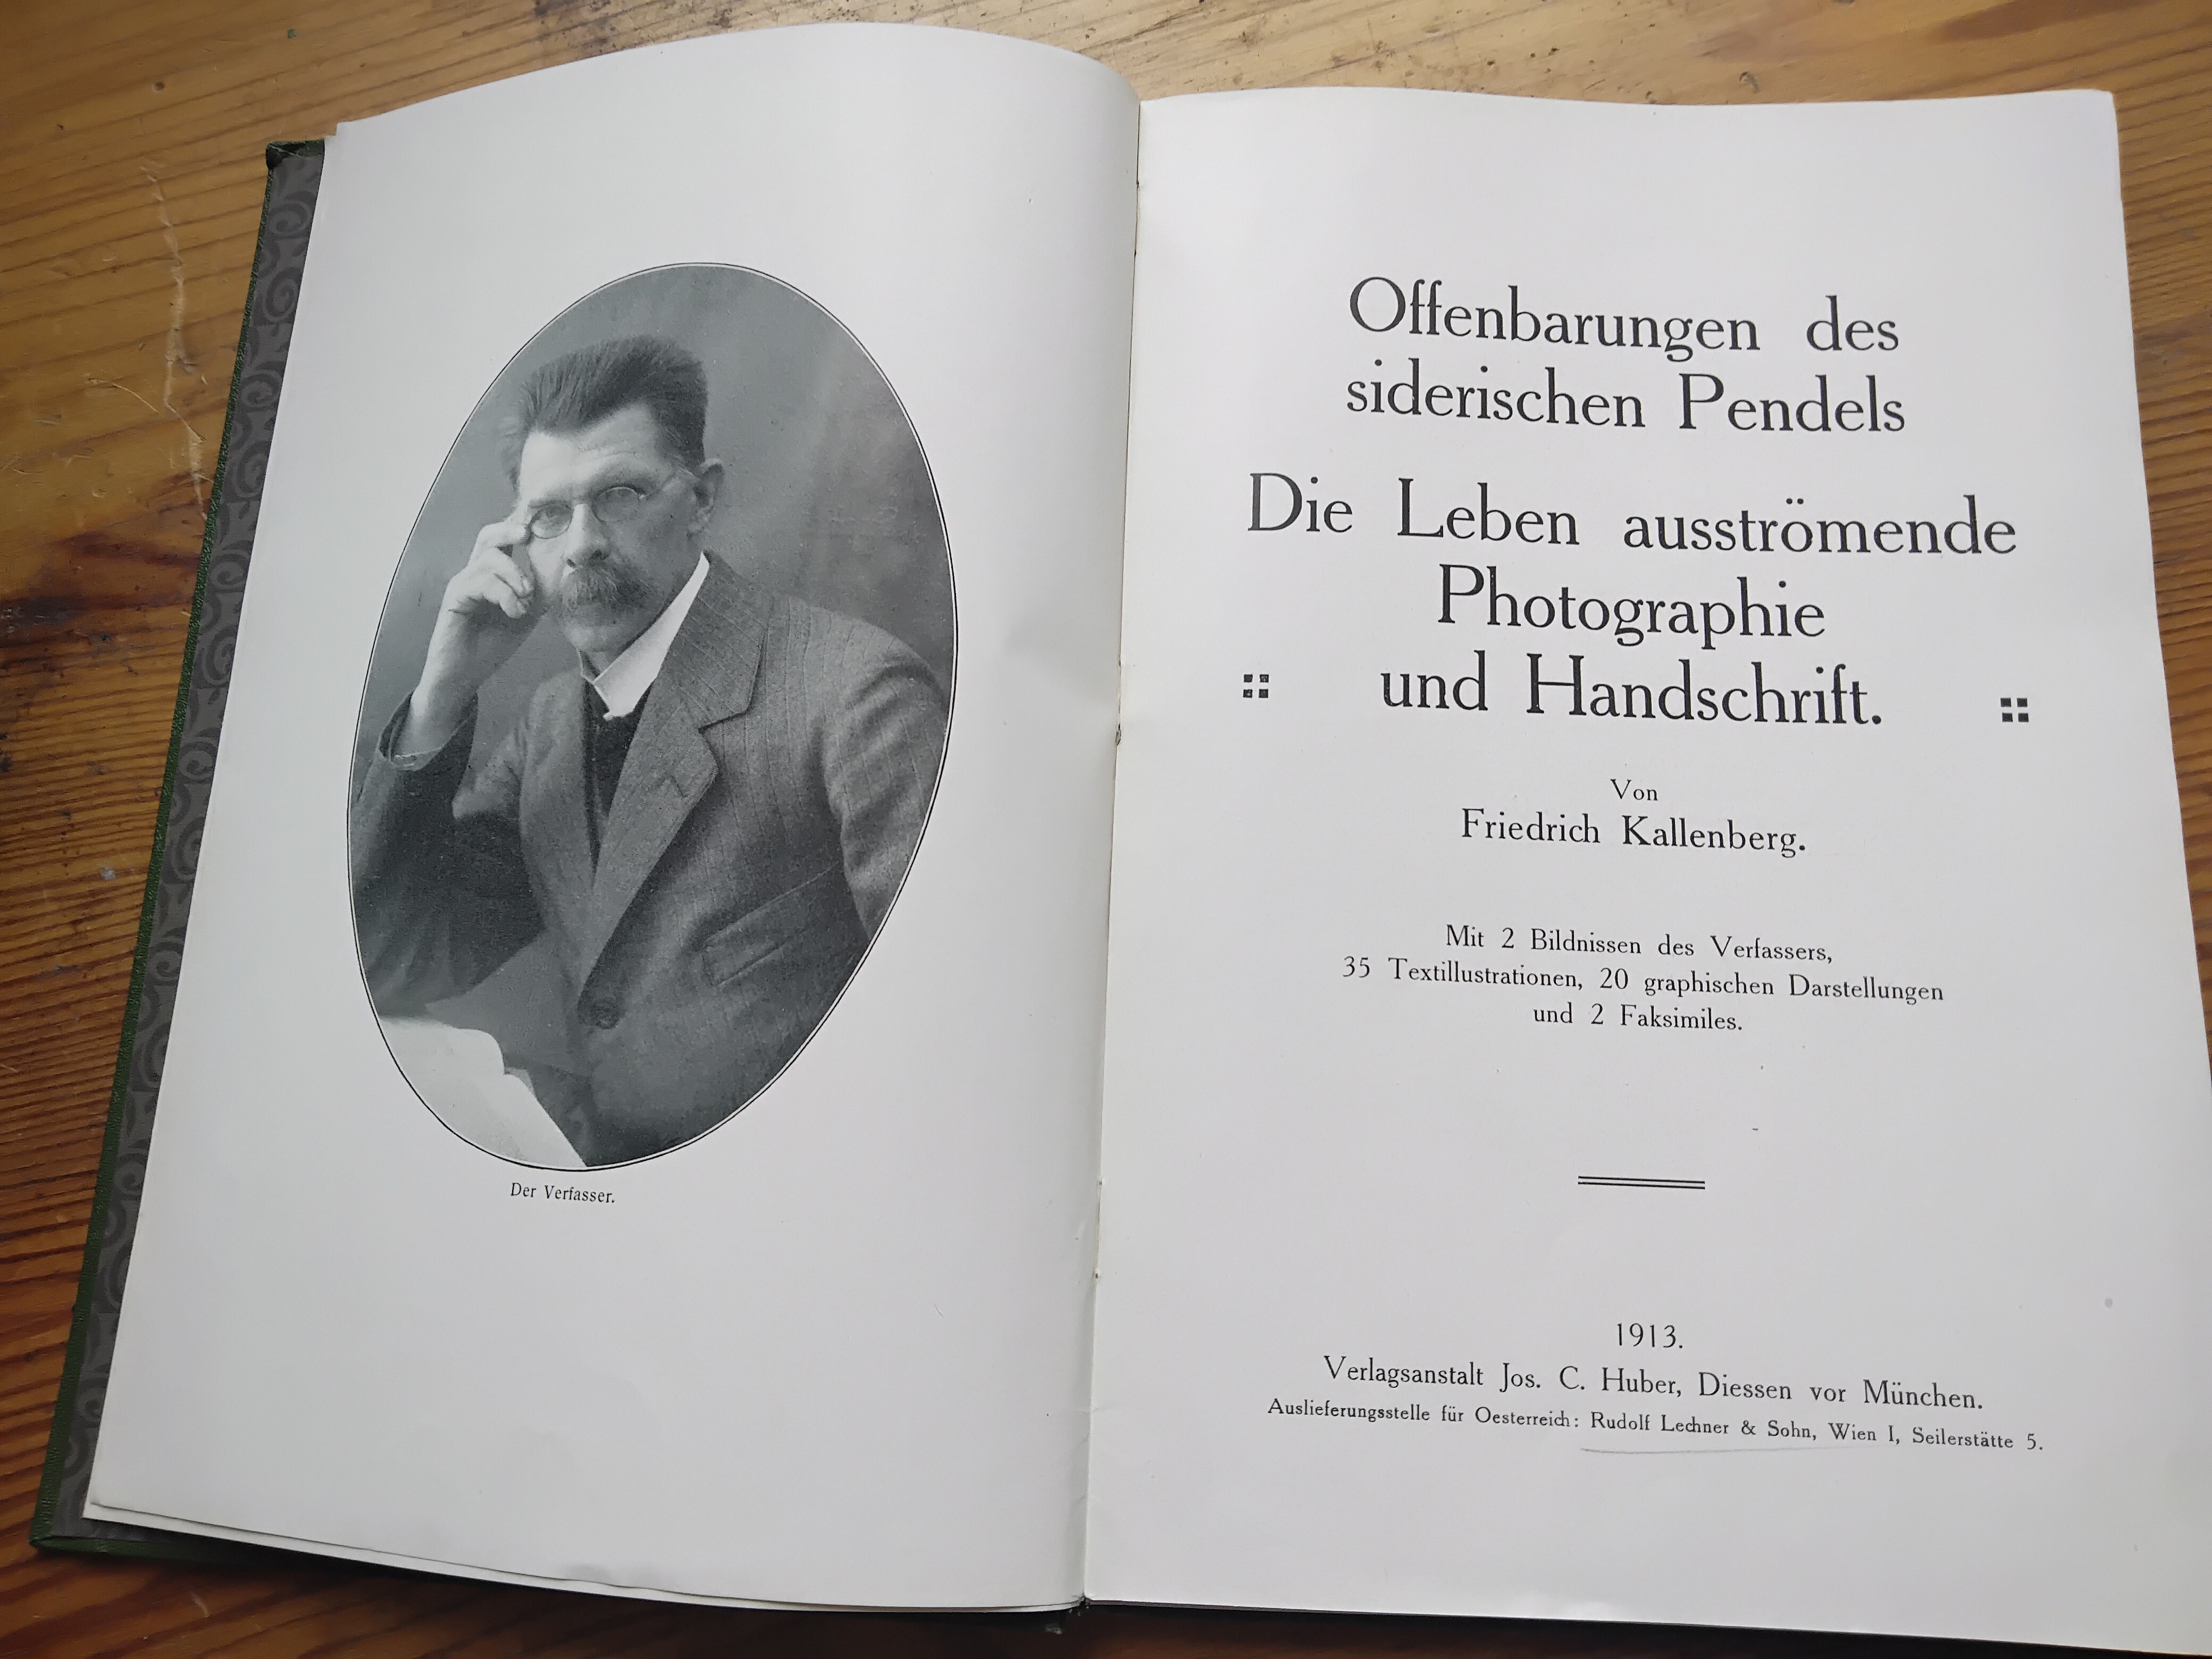 Der Verfasser.
Offenbarungen des
siderischen Pendels
Die Leben ausströmende
Photographie
und Handschrift.
Von
Friedrich Kallenberg.
Mit 2 Bildnissen des Verfassers,
35 Textillustrationen, 20 graphischen Darstellungen
und 2 Faksimiles.
1913.
Verlagsanstalt Jos. C. Huber, Diessen vor München.
Auslieferungsstelle für Oesterreich: Rudolf Lechner & Sohn, Wien I, Seilerstätte 5.